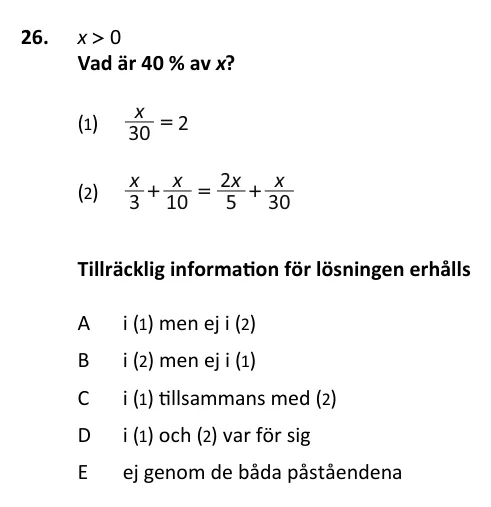 26. x > 0
Vad är 40 % av x?
(1) x/30 = 2
(2) x/3 + x/10 = 2x/5 + x/30
Tillräcklig information för lösningen erhålls
A i (1) men ej i (2)
B i (2) men ej i (1)
C i (1) tillsammans med (2)
D i (1) och (2) var för sig
E ej genom de båda påståendena